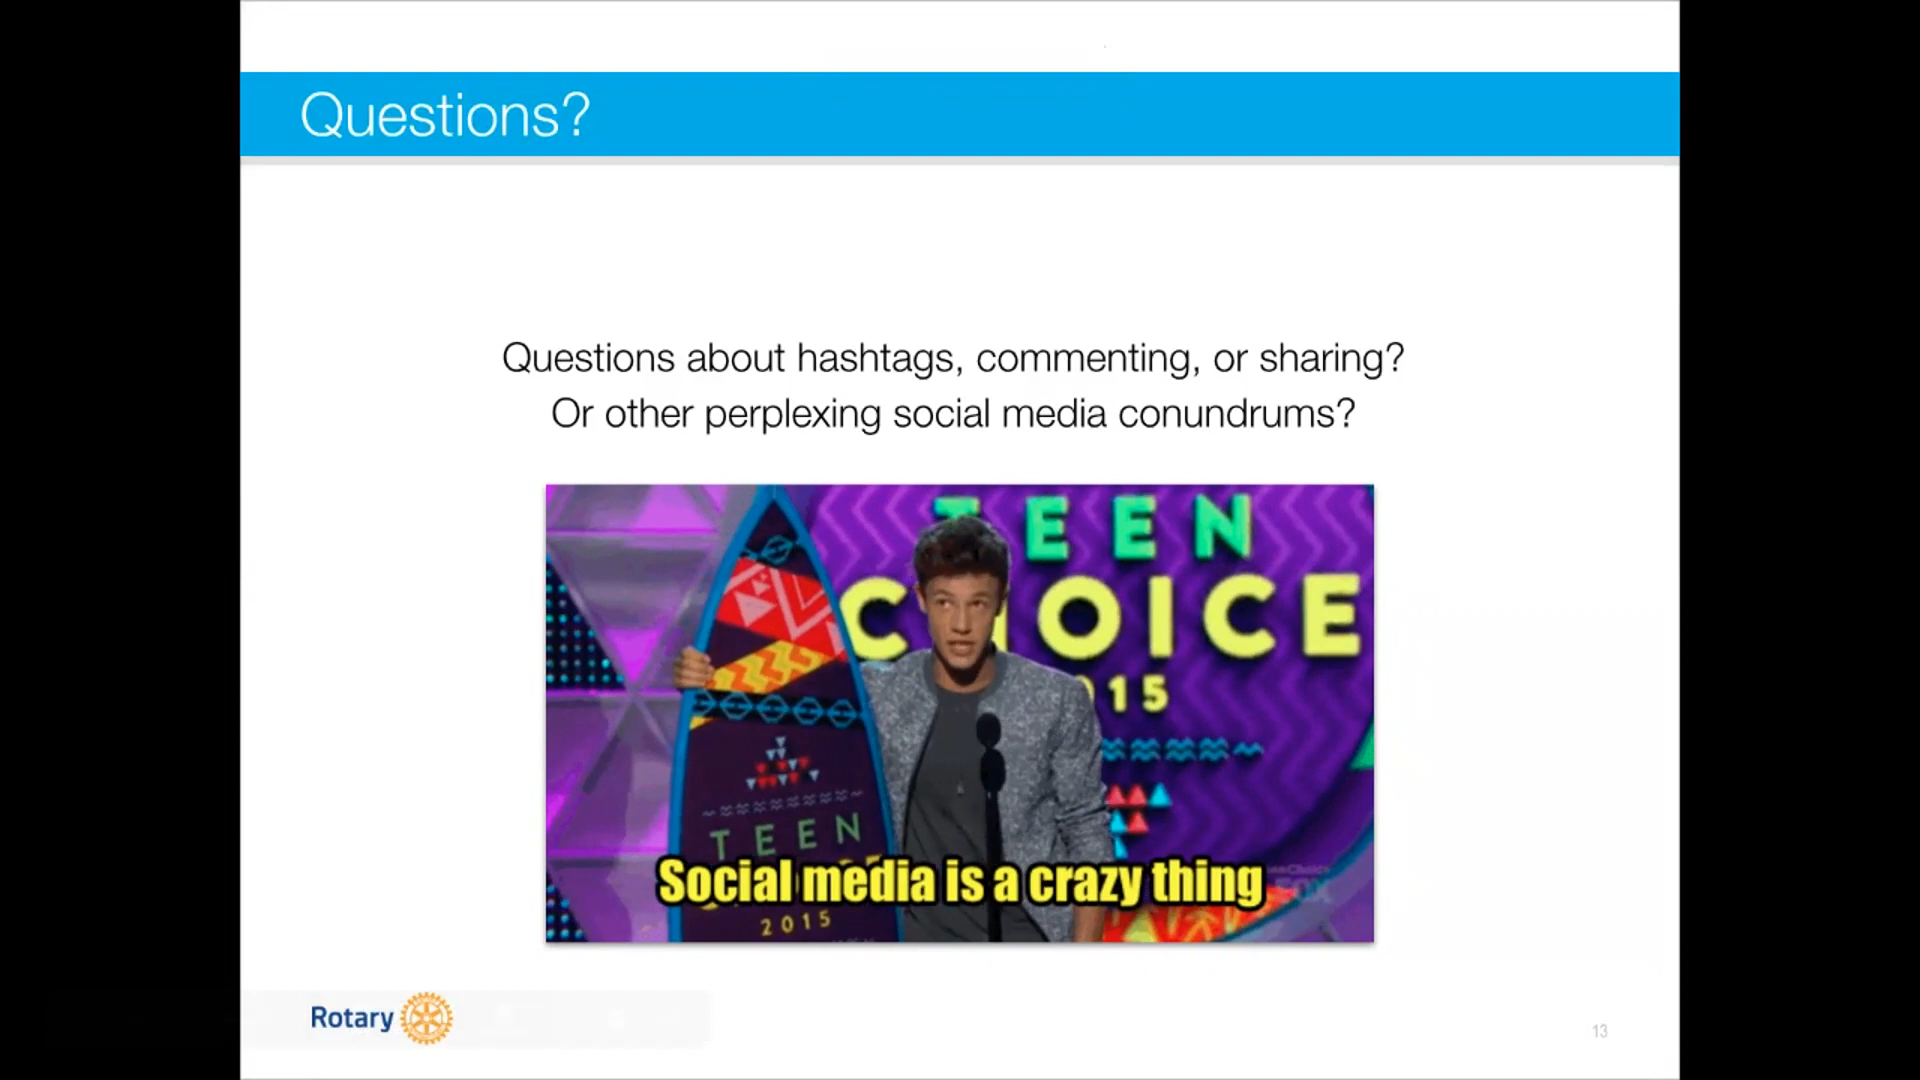 Questions?
Questions about hashtags, commenting, or sharing?
Or other perplexing social media conundrums?
TEEN
CHOICE
15
TEEN
Social media is a crazy thing
2015
Rotary
13